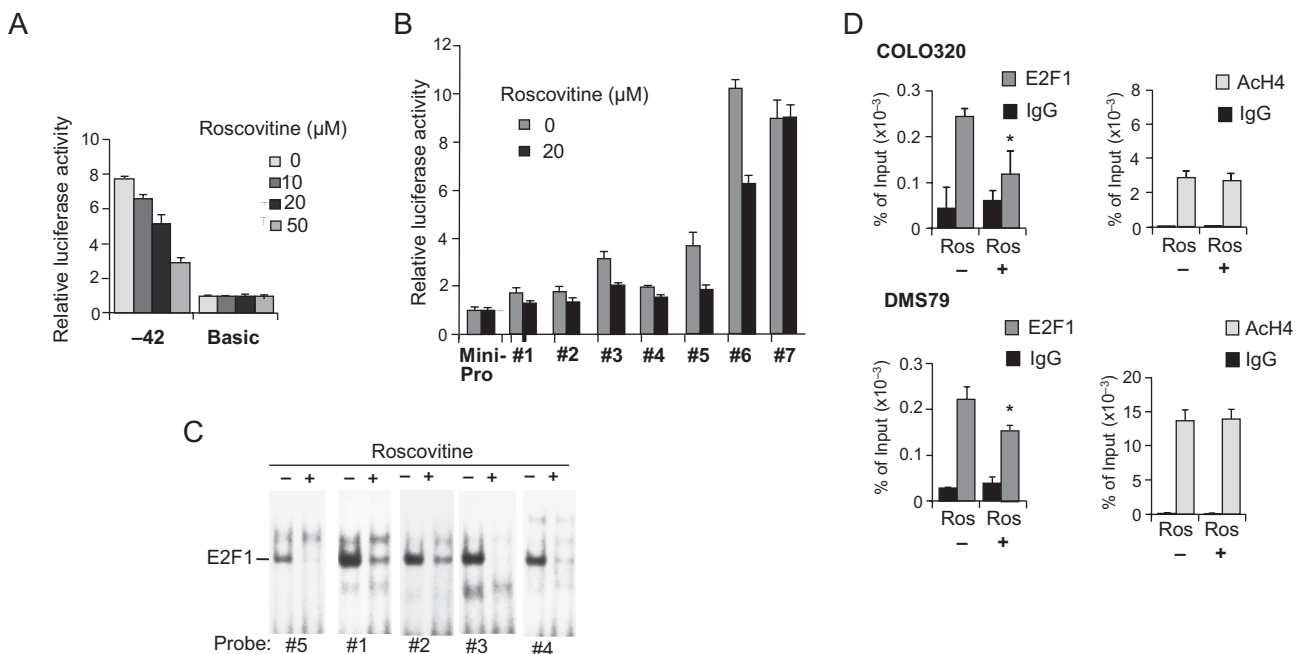 A
Relative luciferase activity
10
8
6
4
2
0
Roscovitine (µM)
0
10
20
50
–42
Basic
B
Relative luciferase activity
12
10
8
6
4
2
0
Roscovitine (µM)
0
20
Mini-
Pro
#1
#2
#3
#4
#5
#6
#7
C
Roscovitine
– + – + – + – + – +
E2F1
Probe: #5 #1 #2 #3 #4
D
COLO320
E2F1
IgG
% of Input (x10–3)
0.3
0.2
0.1
0
*
Ros Ros
– +
AcH4
IgG
% of Input (x10–3)
8
6
4
2
0
Ros Ros
– +
DMS79
E2F1
IgG
% of Input (x10–3)
0.3
0.2
0.1
0
*
Ros Ros
– +
AcH4
IgG
% of Input (x10–3)
20
15
10
5
0
Ros Ros
– +